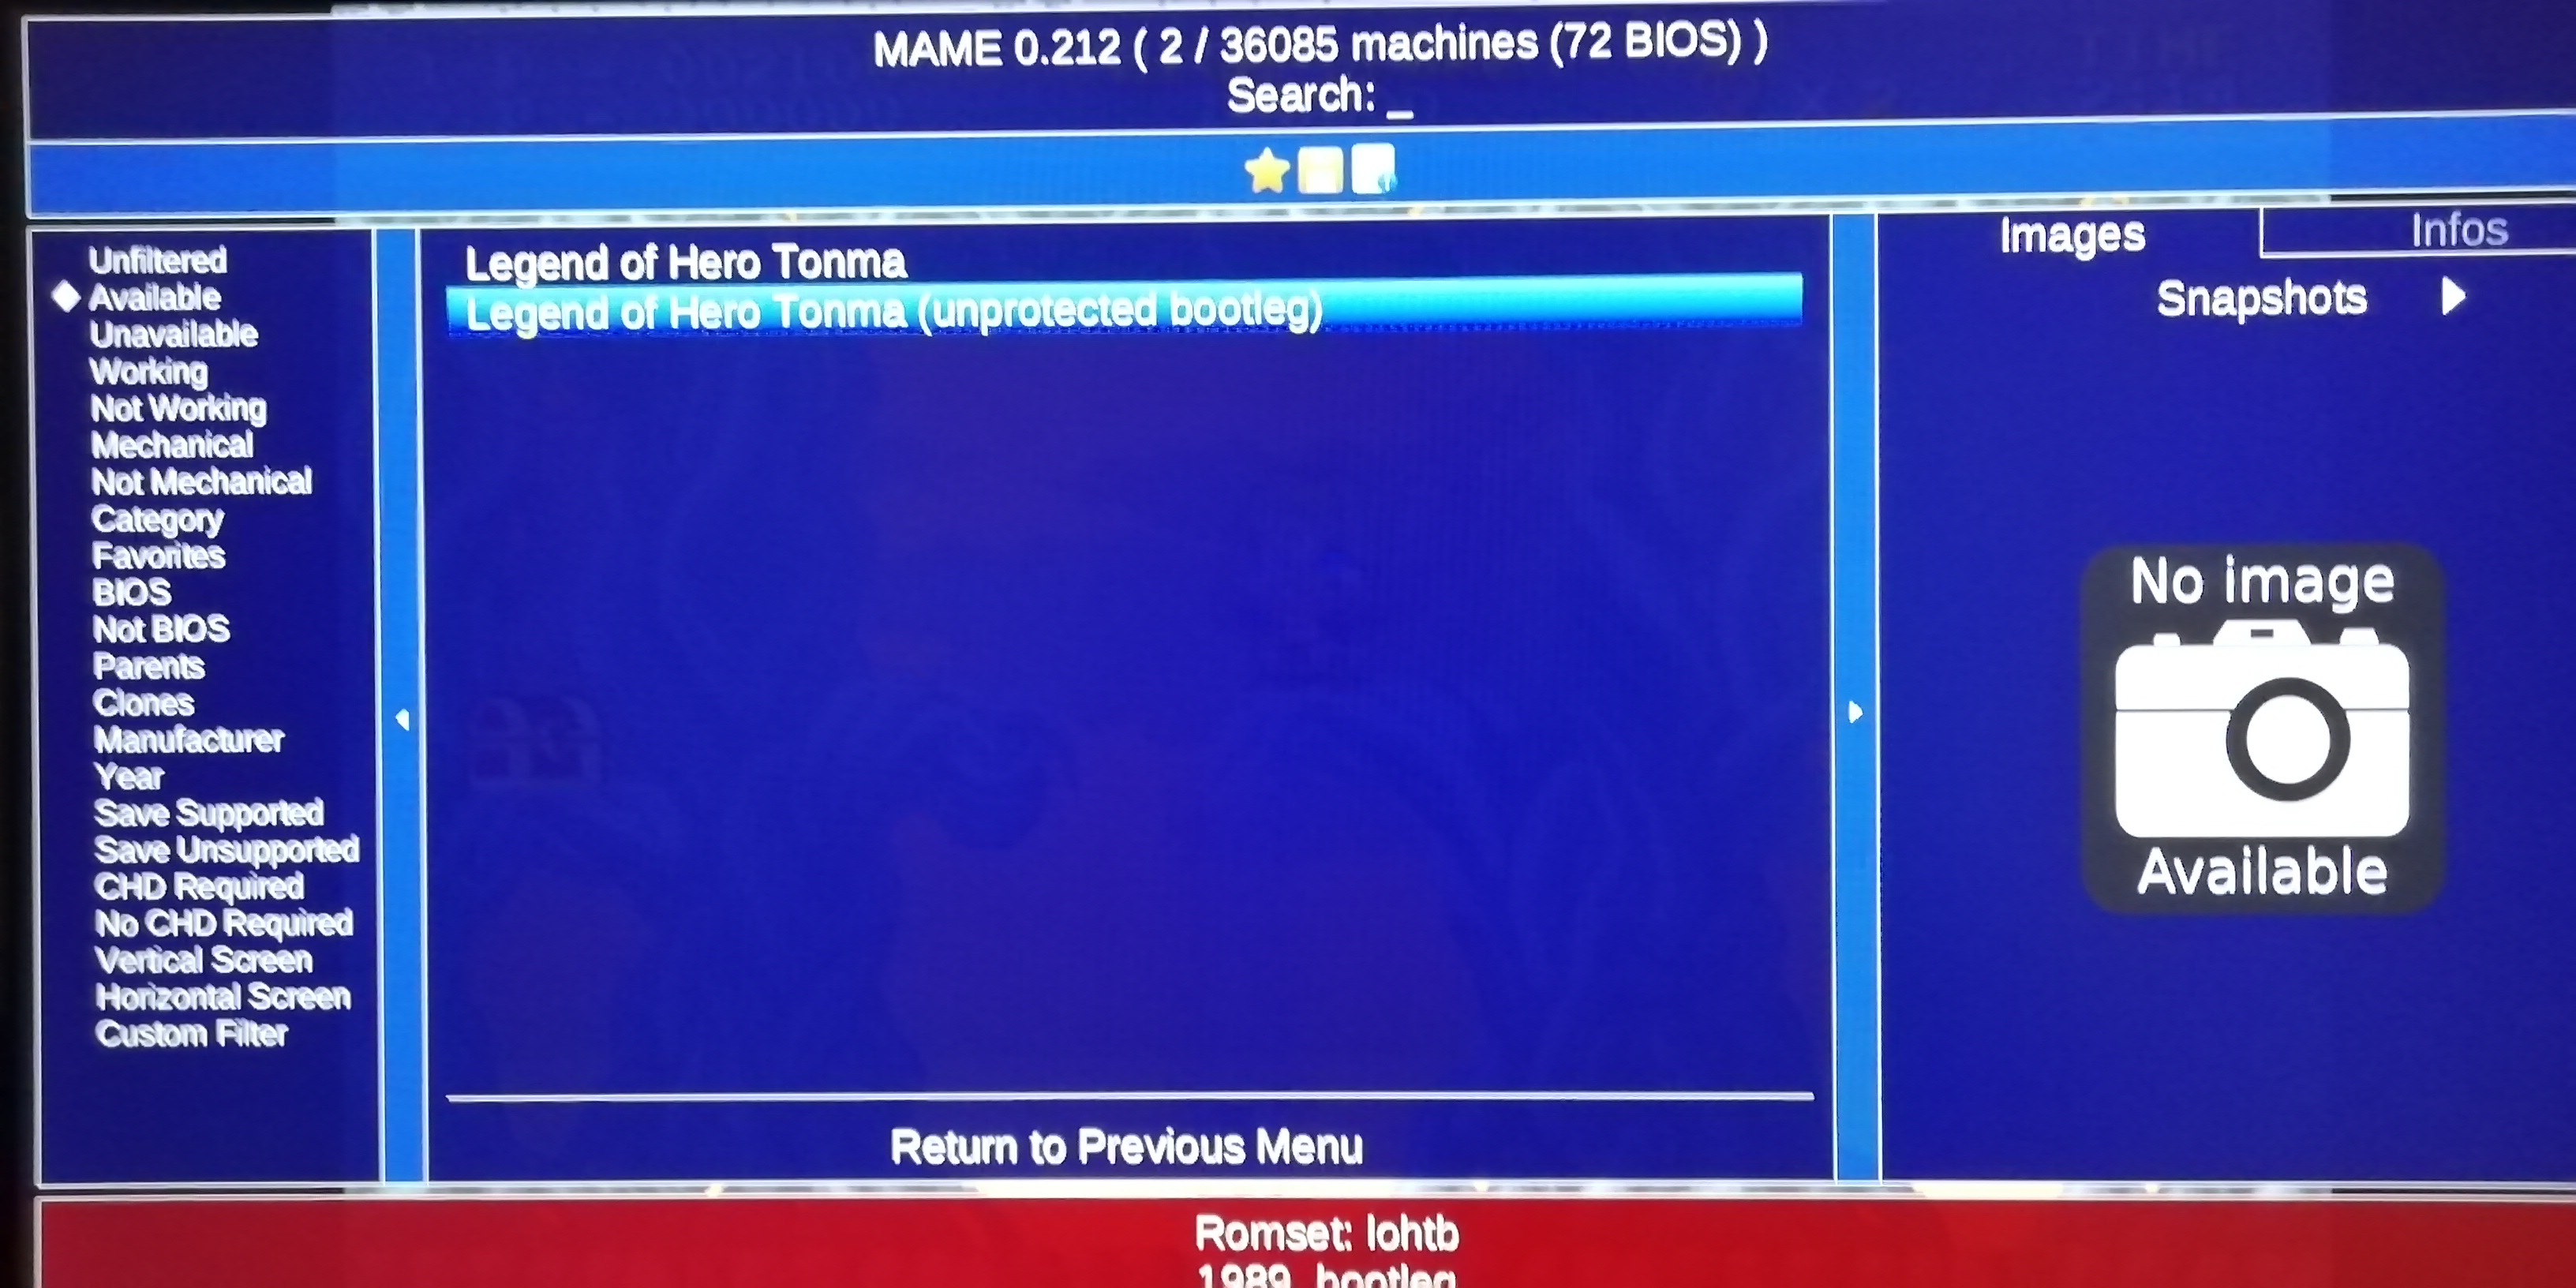 MAME 0.212 ( 2 / 36085 machines (72 BIOS) )
Search: _
Unfiltered
Available
Unavailable
Working
Not Working
Mechanical
Not Mechanical
Category
Favorites
BIOS
Not BIOS
Parents
Clones
Manufacturer
Year
Save Supported
Save Unsupported
CHD Required
No CHD Required
Vertical Screen
Horizontal Screen
Custom Filter
Legend of Hero Tonma
Legend of Hero Tonma (unprotected bootleg)
Return to Previous Menu
Images
Infos
Snapshots
No image
Available
Romset: lohtb
1989, bootleg